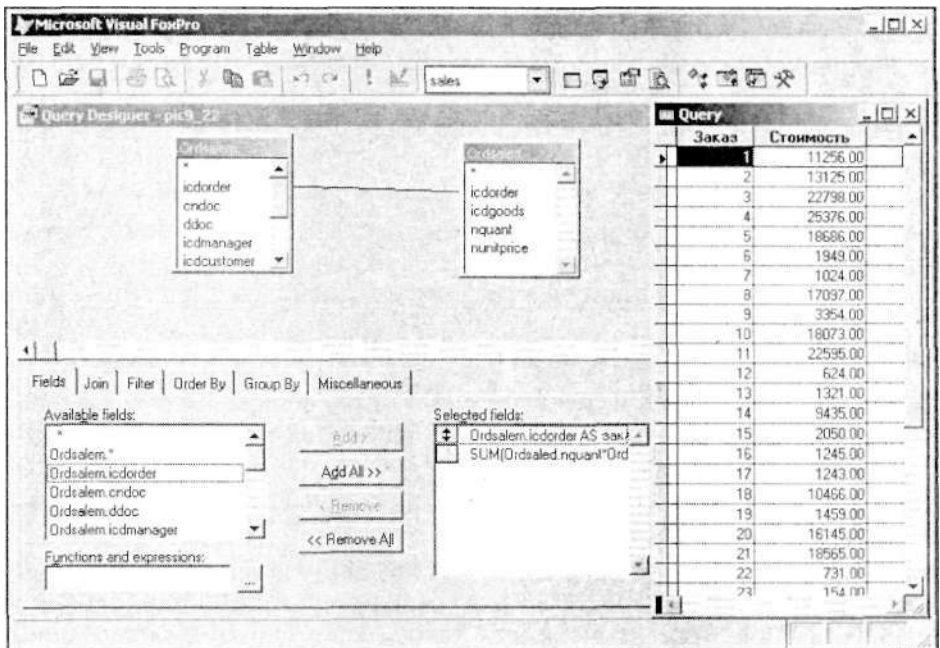 Microsoft Visual FoxPro
File Edit View Tools Program Table Window Help
sales
Query Designer - pic9_22
Ordsalem
*
icdorder
cndoc
ddoc
icdmanager
icdcustomer
*
icdorder
icdgoods
nquant
nunitprice
Fields Join Filter Order By Group By Miscellaneous
Available fields:
*
Ordsalem.*
Ordsalem.icdorder
Ordsalem.cndoc
Ordsalem.ddoc
Ordsalem.icdmanager
Functions and expressions:
...
Add >
Add All >>
< Remove
<< Remove All
Selected fields:
Ordsalem.icdorder AS зак
SUM(Ordsaled.nquant*Ord
Query
Заказ Стоимость
1 11256.00
2 13125.00
3 22798.00
4 25376.00
5 18686.00
6 1949.00
7 1024.00
8 17097.00
9 3354.00
10 18073.00
11 22595.00
12 624.00
13 1321.00
14 9435.00
15 2050.00
16 1245.00
17 1243.00
18 10466.00
19 1459.00
20 16145.00
21 18565.00
22 731.00
23 154.00